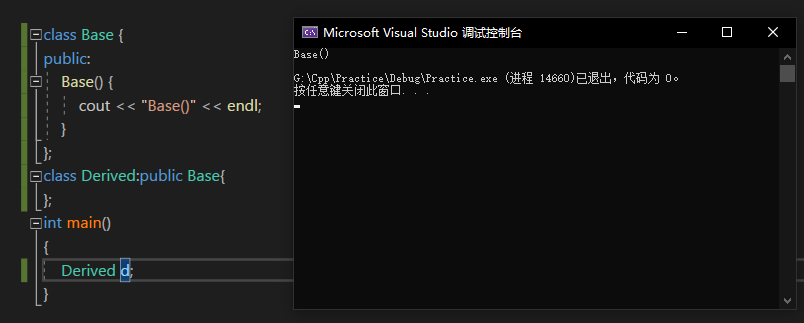 class Base {
public:
Base() {
cout << "Base()" << endl;
}
};
class Derived:public Base{
};
int main()
{
Derived d;
}
Microsoft Visual Studio 调试控制台
Base()
G:\Cpp\Practice\Debug\Practice.exe (进程 14660)已退出，代码为 0。
按任意键关闭此窗口. . .